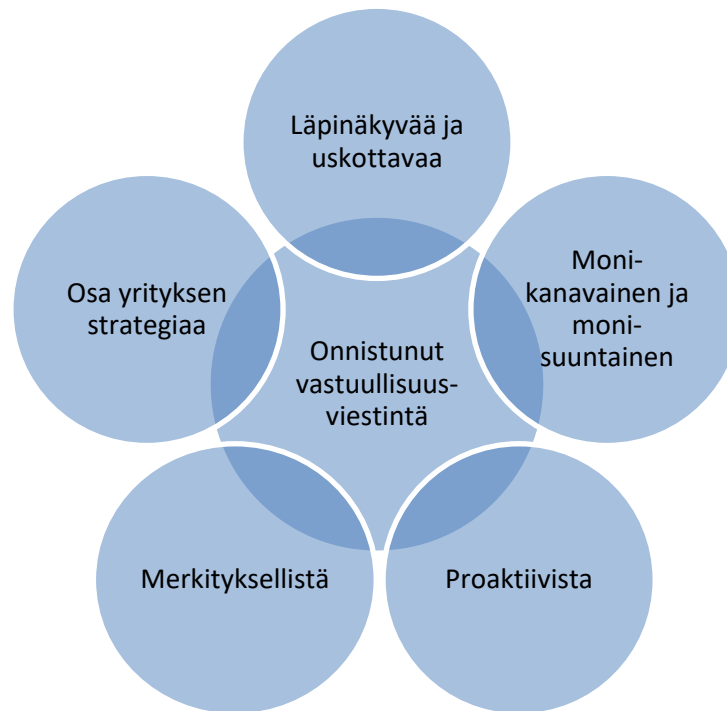 Läpinäkyvää ja
uskottavaa
Moni-
kanavainen ja
moni-
suuntainen
Osa yrityksen
strategiaa
Onnistunut
vastuullisuus-
viestintä
Merkityksellistä
Proaktiivista